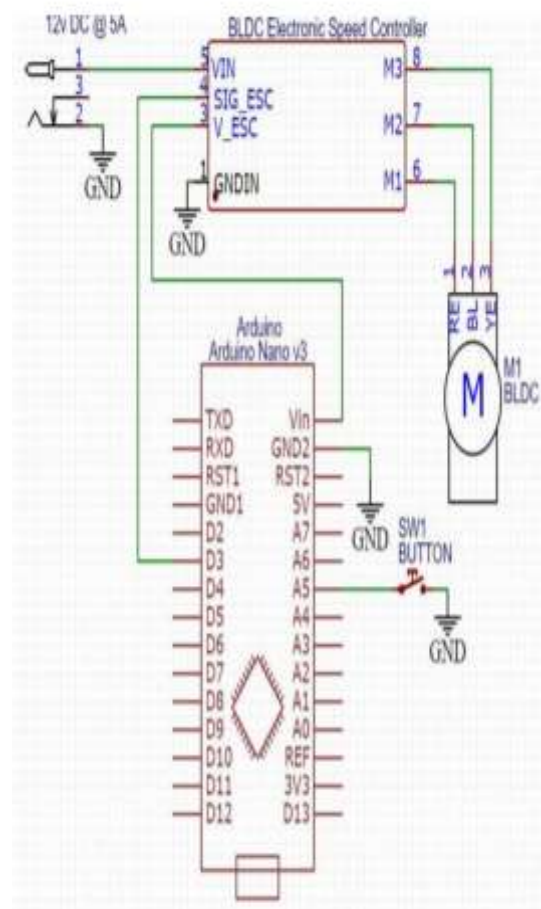 12v DC @ 5A
BLDC Electronic Speed Controller
1
3
2
GND
5
VIN
4
SIG_ESC
3
V_ESC
1
GNDIN
GND
M3
8
M2
7
M1
6
1
2
3
RE
BL
YE
M
M1
BLDC
Arduino
Arduino Nano v3
TXD
RXD
RST1
GND1
D2
D3
D4
D5
D6
D7
D8
D9
D10
D11
D12
Vin
GND2
RST2
5V
A7
A6
A5
A4
A3
A2
A1
A0
REF
3V3
D13
GND
SW1
BUTTON
GND